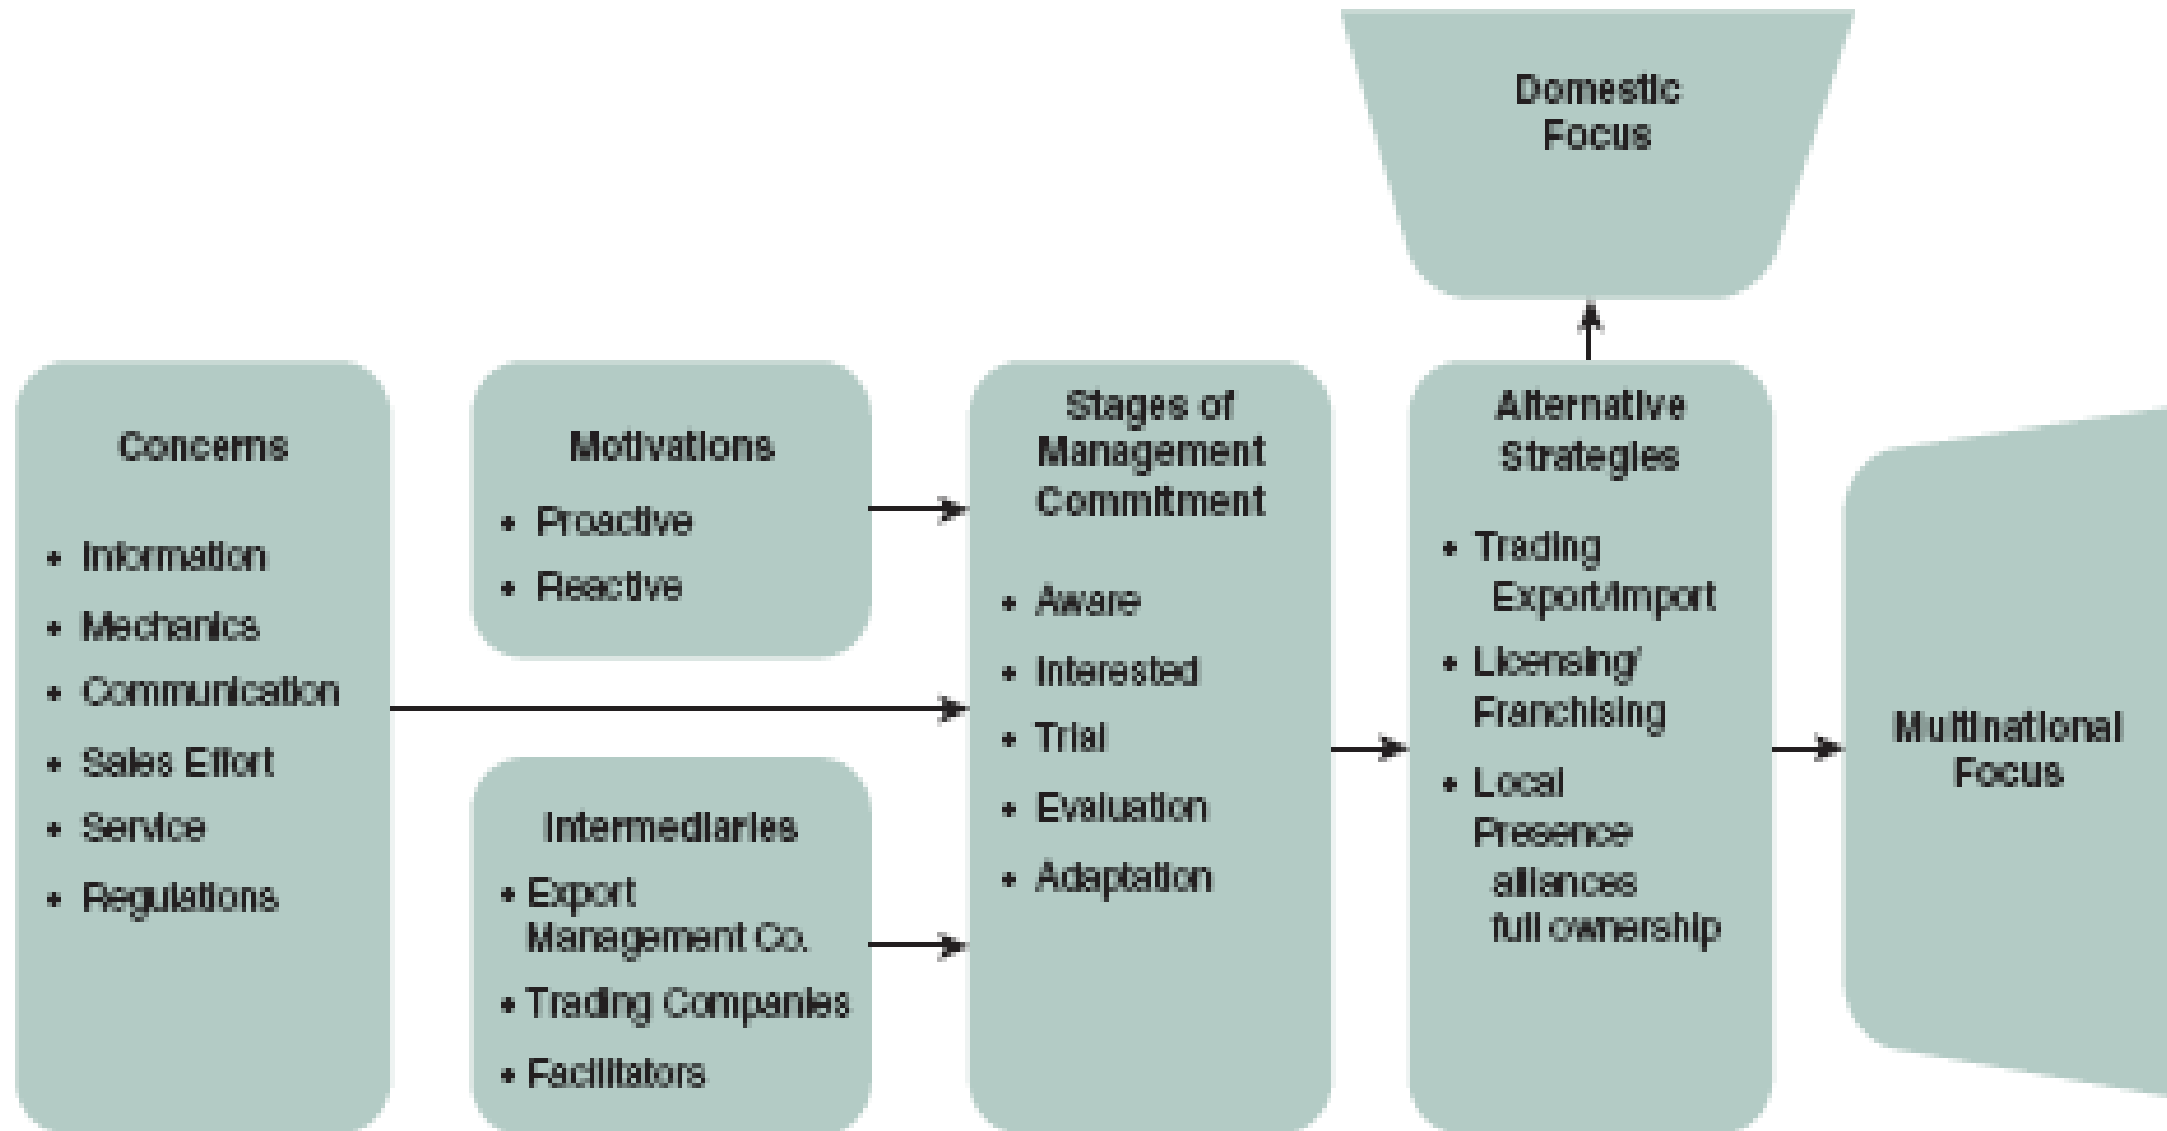 Domestic
Focus
Concerns
• Information
• Mechanics
• Communication
• Sales Effort
• Service
• Regulations
Motivations
• Proactive
• Reactive
Intermediaries
• Export
Management Co.
• Trading Companies
• Facilitators
Stages of
Management
Commitment
• Aware
• Interested
• Trial
• Evaluation
• Adaptation
Alternative
Strategies
• Trading
Export/Import
• Licensing/
Franchising
• Local
Presence
alliances
full ownership
Multinational
Focus